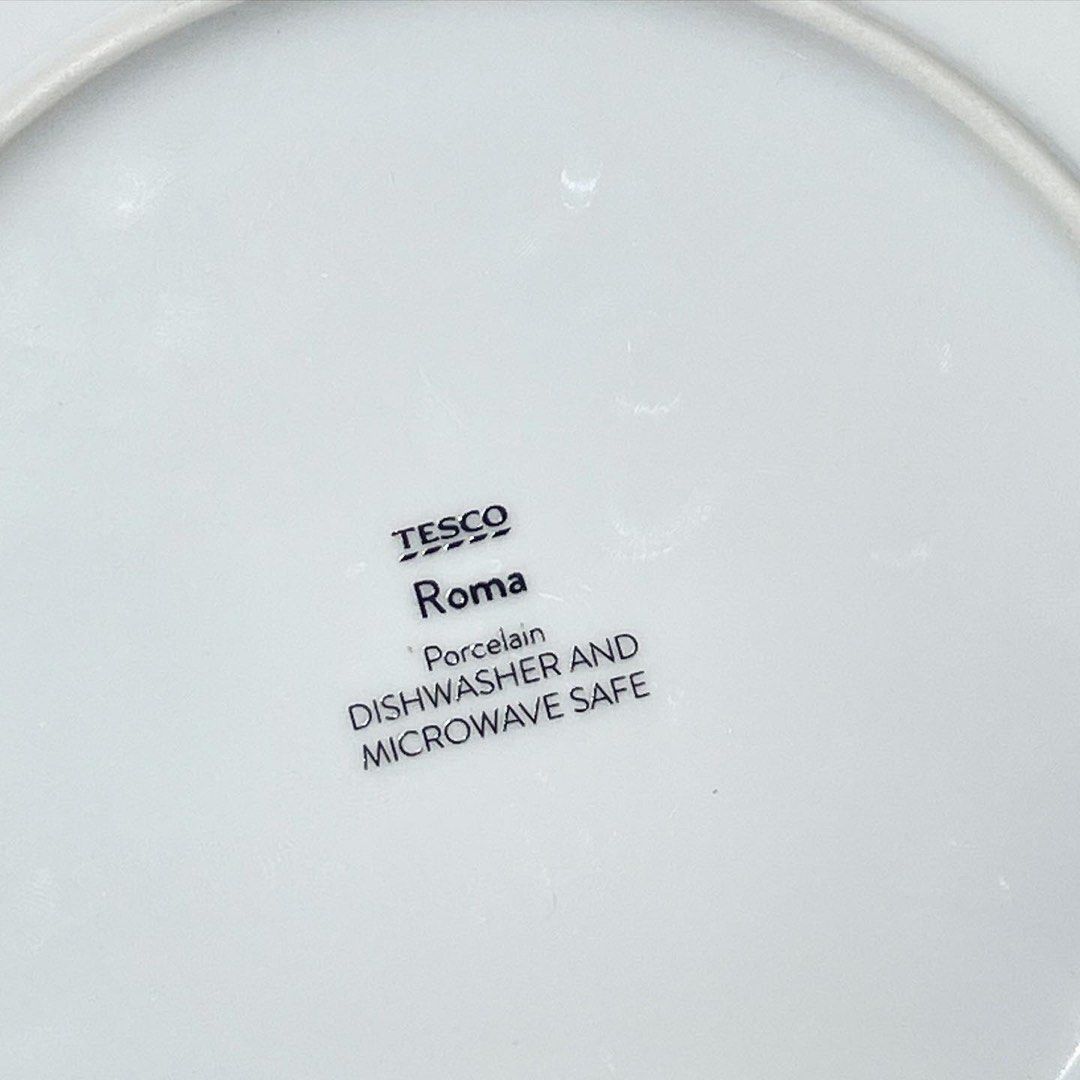 TESCO
Roma
Porcelain
DISHWASHER AND
MICROWAVE SAFE